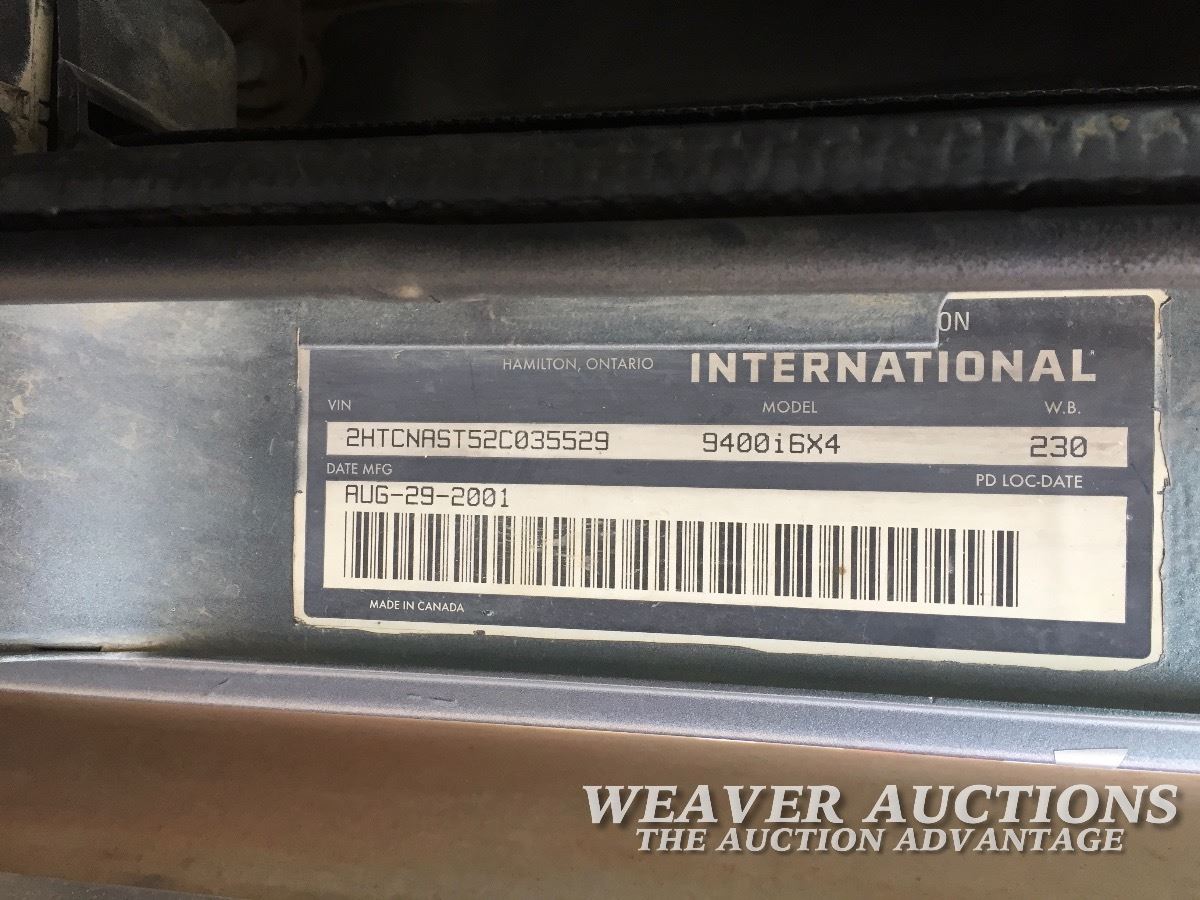 ON
HAMILTON, ONTARIO INTERNATIONAL
VIN MODEL W.B.
2HTCNAST52C035529 9400i6X4 230
DATE MFG PD LOC-DATE
AUG-29-2001
MADE IN CANADA
WEAVER AUCTIONS
THE AUCTION ADVANTAGE